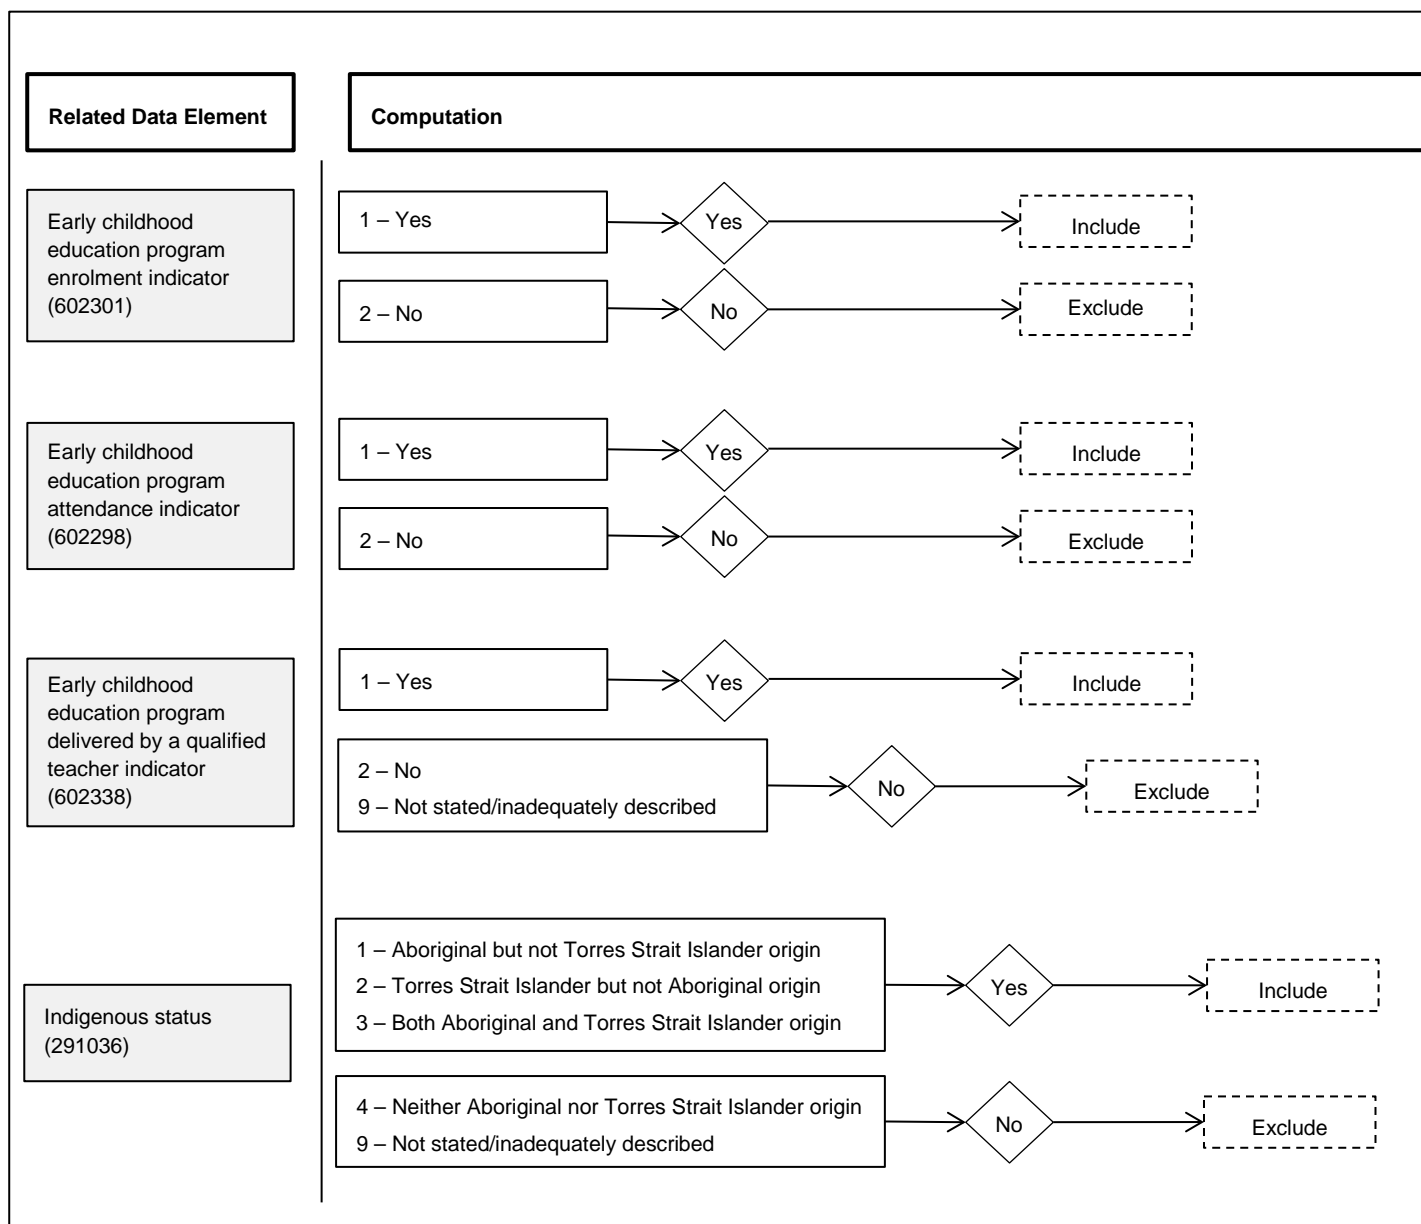 Related Data Element
Computation
Early childhood
education program
enrolment indicator
(602301)
1 – Yes
Yes
Include
2 – No
No
Exclude
Early childhood
education program
attendance indicator
(602298)
1 – Yes
Yes
Include
2 – No
No
Exclude
Early childhood
education program
delivered by a qualified
teacher indicator
(602338)
1 – Yes
Yes
Include
2 – No
9 – Not stated/inadequately described
No
Exclude
Indigenous status
(291036)
1 – Aboriginal but not Torres Strait Islander origin
2 – Torres Strait Islander but not Aboriginal origin
3 – Both Aboriginal and Torres Strait Islander origin
Yes
Include
4 – Neither Aboriginal nor Torres Strait Islander origin
9 – Not stated/inadequately described
No
Exclude